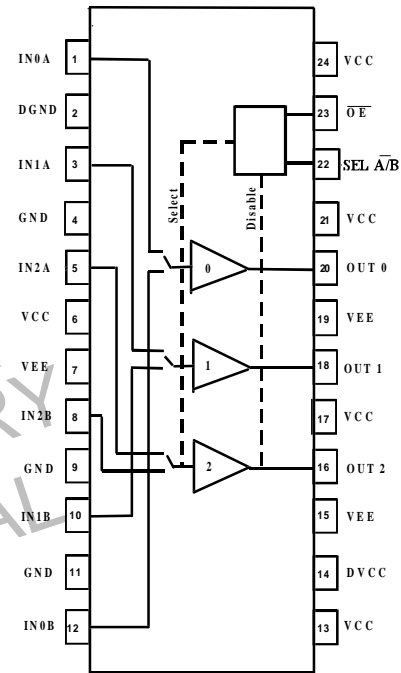 IN0A 1
DGND 2
IN1A 3
GND 4
IN2A 5
VCC 6
VEE 7
IN2B 8
GND 9
IN1B 10
GND 11
IN0B 12
24 VCC
23 OE
22 SEL A/B
21 VCC
20 OUT 0
19 VEE
18 OUT 1
17 VCC
16 OUT 2
15 VEE
14 DVCC
13 VCC
Select
Disable
0
1
2
RY
AL